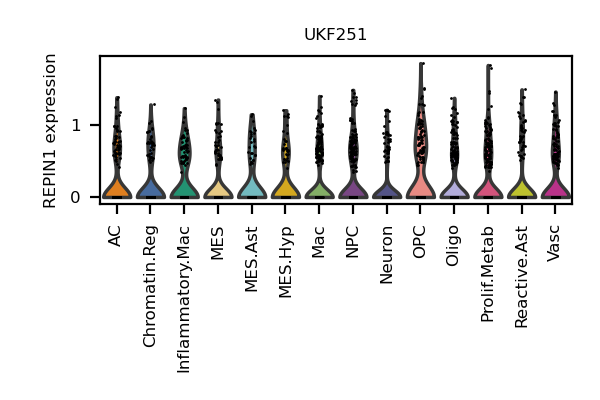 UKF251
REPIN1 expression
1
0
AC
Chromatin.Reg
Inflammatory.Mac
MES
MES.Ast
MES.Hyp
Mac
NPC
Neuron
OPC
Oligo
Prolif.Metab
Reactive.Ast
Vasc